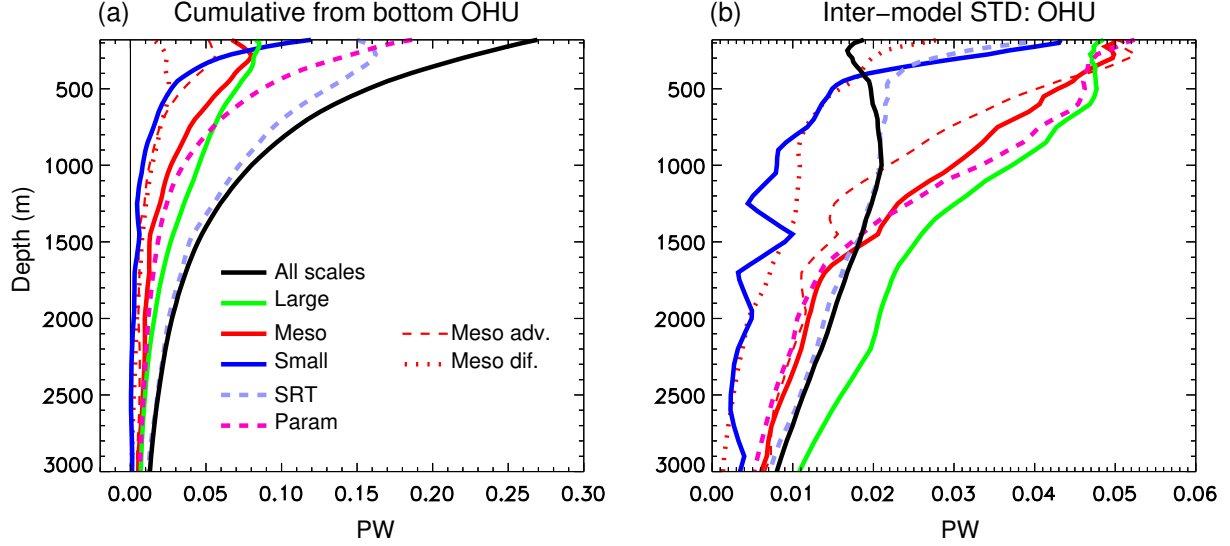 (a) Cumulative from bottom OHU
(b) Inter-model STD: OHU
Depth (m)
500
1000
1500
2000
2500
3000
All scales
Large
Meso
Small
SRT
Param
Meso adv.
Meso dif.
0.00 0.05 0.10 0.15 0.20 0.25 0.30
PW
500
1000
1500
2000
2500
3000
0.00 0.01 0.02 0.03 0.04 0.05 0.06
PW